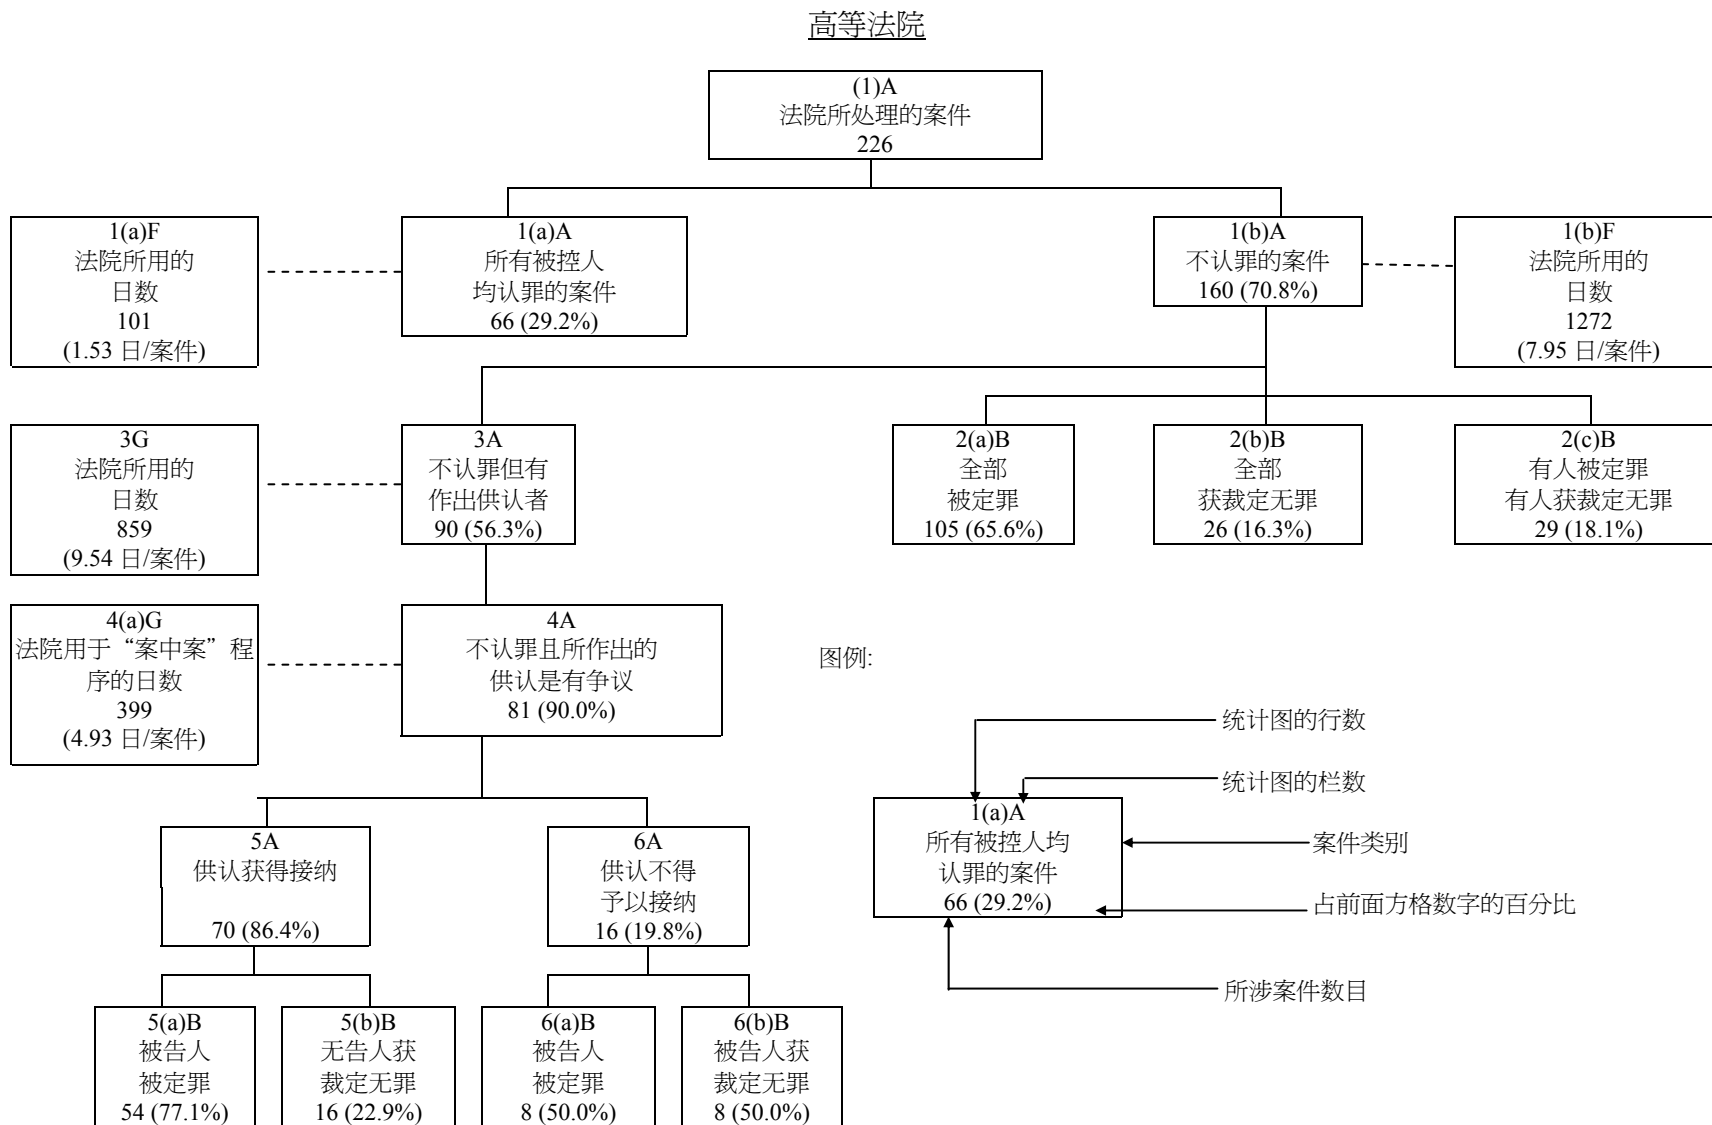 高等法院
(1)A
法院所处理的案件
226
1(a)F
法院所用的
日数
101
(1.53 日/案件)
1(a)A
所有被控人
均认罪的案件
66 (29.2%)
1(b)A
不认罪的案件
160 (70.8%)
1(b)F
法院所用的
日数
1272
(7.95 日/案件)
3G
法院所用的
日数
859
(9.54 日/案件)
3A
不认罪但有
作出供认者
90 (56.3%)
2(a)B
全部
被定罪
105 (65.6%)
2(b)B
全部
获裁定无罪
26 (16.3%)
2(c)B
有人被定罪
有人获裁定无罪
29 (18.1%)
4(a)G
法院用于“案中案”程
序的日数
399
(4.93 日/案件)
4A
不认罪且所作出的
供认是有争议
81 (90.0%)
图例:
统计图的行数
统计图的栏数
1(a)A
所有被控人均
认罪的案件
66 (29.2%)
案件类别
占前面方格数字的百分比
所涉案件数目
5A
供认获得接纳
70 (86.4%)
6A
供认不得
予以接纳
16 (19.8%)
5(a)B
被告人
被定罪
54 (77.1%)
5(b)B
无告人获
裁定无罪
16 (22.9%)
6(a)B
被告人
被定罪
8 (50.0%)
6(b)B
被告人获
裁定无罪
8 (50.0%)